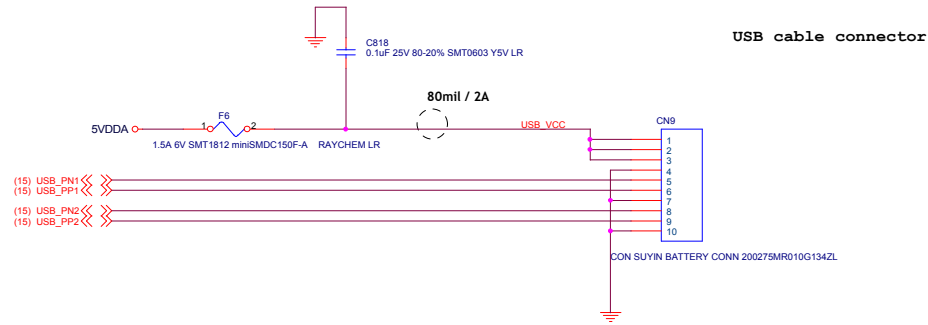 USB cable connector
C818
0.1uF 25V 80-20% SMT0603 Y5V LR
80mil / 2A
F6
CN9
5VDDA
1
2
USB_VCC
1.5A 6V SMT1812 miniSMDC150F-A RAYCHEM LR
1
2
3
4
(15) USB_PN1
5
(15) USB_PP1
6
7
(15) USB_PN2
8
(15) USB_PP2
9
10
CON SUYIN BATTERY CONN 200275MR010G134ZL